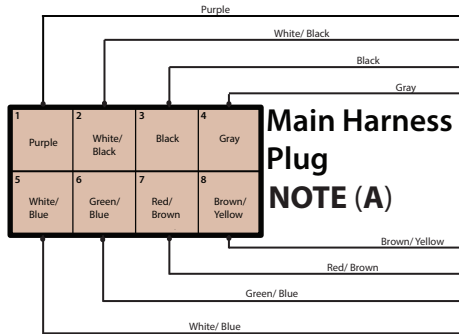 Purple
White/ Black
Black
Gray
1
Purple
2
White/
Black
3
Black
4
Gray
5
White/
Blue
6
Green/
Blue
7
Red/
Brown
8
Brown/
Yellow
Main Harness
Plug
NOTE (A)
Brown/ Yellow
Red/ Brown
Green/ Blue
White/ Blue